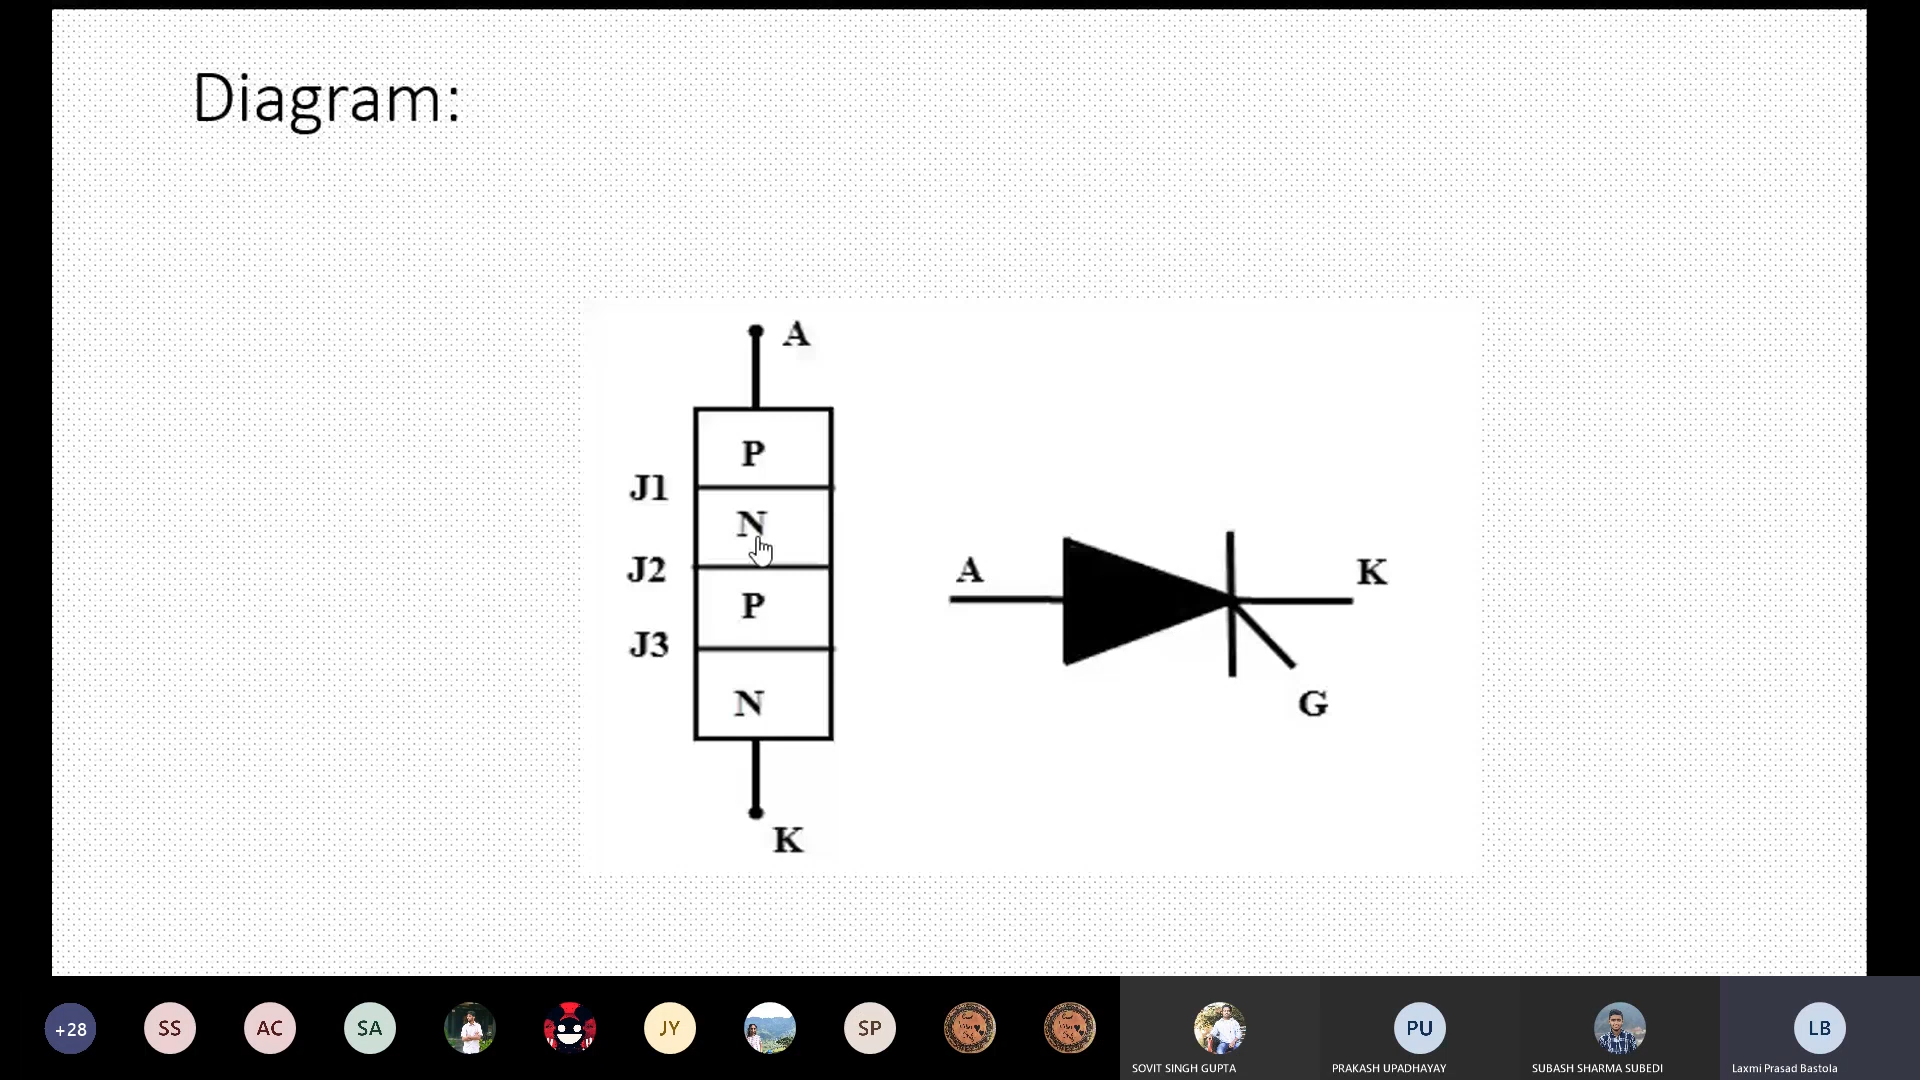 Diagram:
A
P
J1
N
J2
P
J3
N
K
A
K
G
+28
SS
AC
SA
JY
SP
PU
LB
SOVIT SINGH GUPTA
PRAKASH UPADHAYAY
SUBASH SHARMA SUBEDI
Laxmi Prasad Bastola